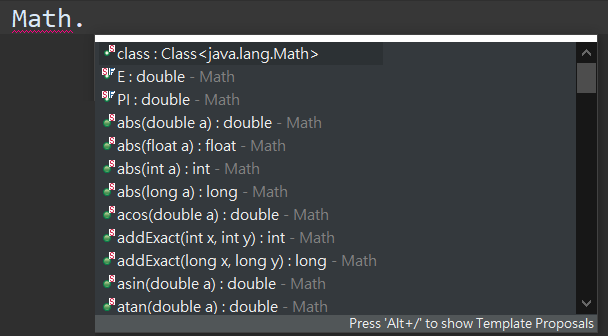 Math.
class : Class<java.lang.Math>
E : double - Math
PI : double - Math
abs(double a) : double - Math
abs(float a) : float - Math
abs(int a) : int - Math
abs(long a) : long - Math
acos(double a) : double - Math
addExact(int x, int y) : int - Math
addExact(long x, long y) : long - Math
asin(double a) : double - Math
atan(double a) : double - Math
Press 'Alt+/' to show Template Proposals